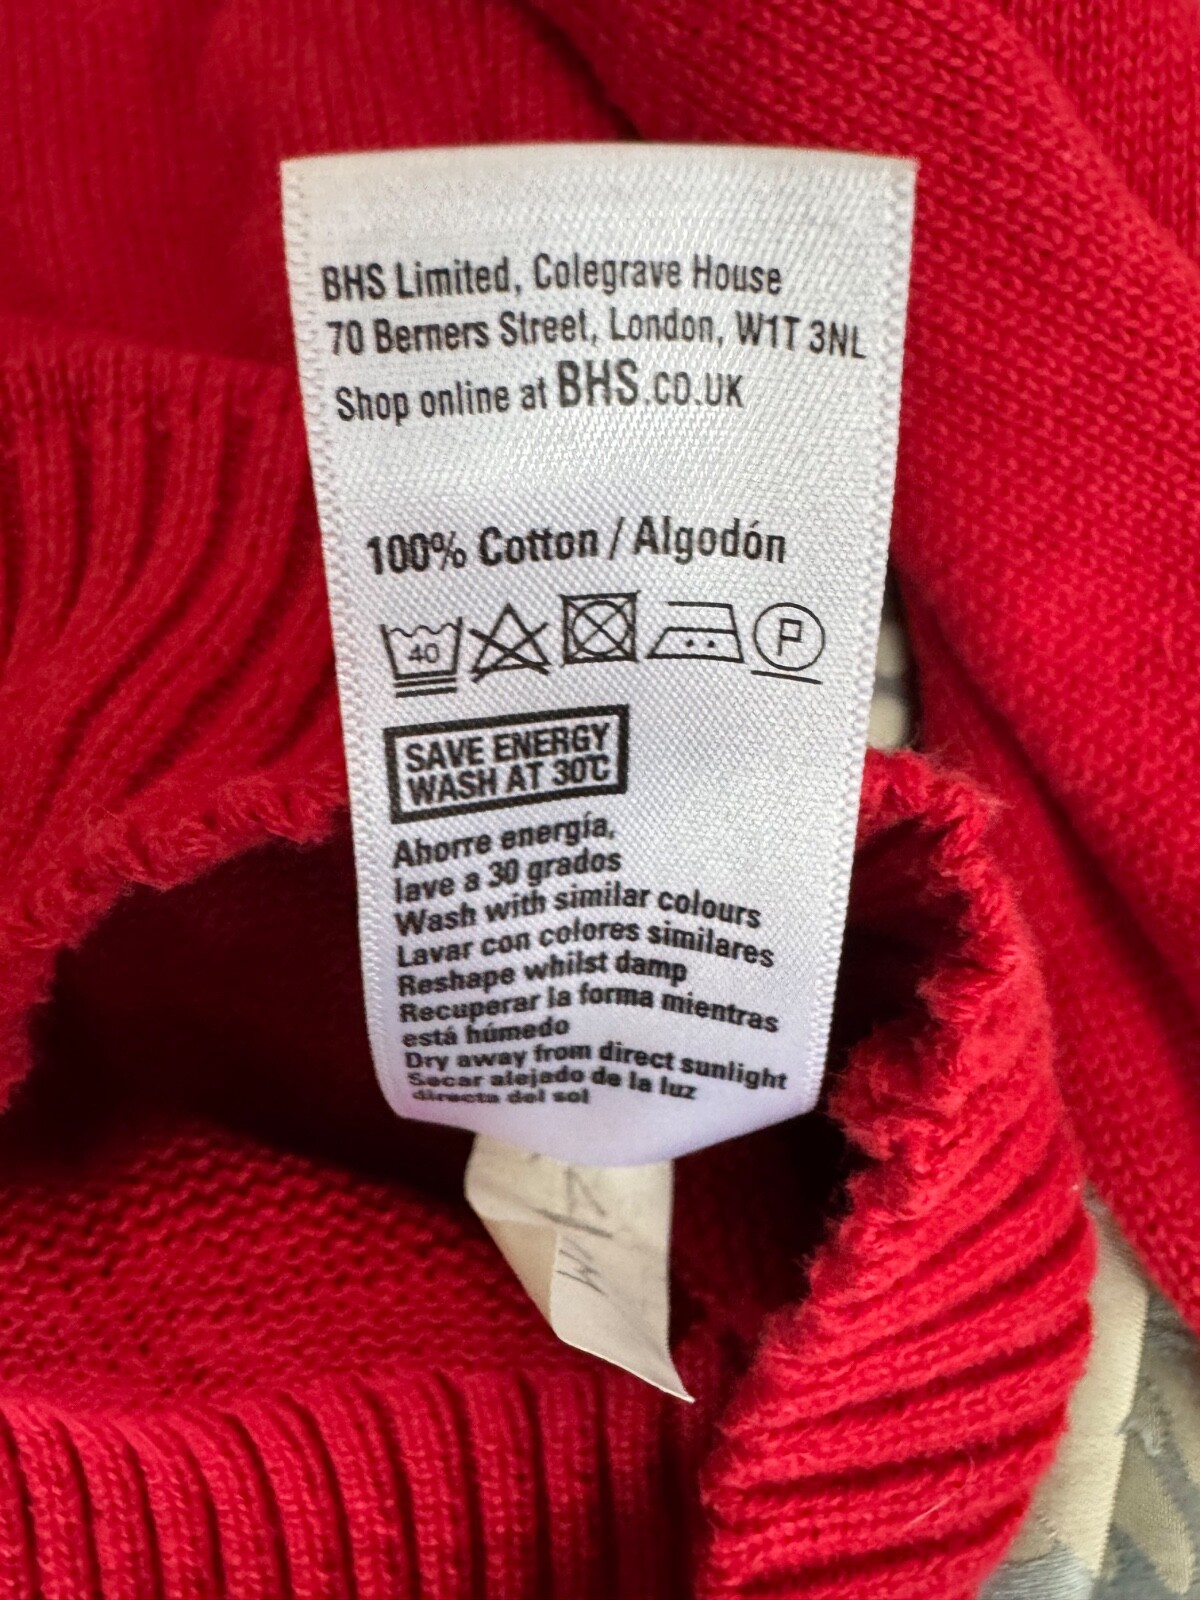 BHS Limited, Colegrave House
70 Berners Street, London, W1T 3NL
Shop online at BHS.CO.UK
100% Cotton / Algodón
40
P
SAVE ENERGY
WASH AT 30°C
Ahorre energía,
lave a 30 grados
Wash with similar colours
Lavar con colores similares
Reshape whilst damp
Recuperar la forma mientras
está húmedo
Dry away from direct sunlight
Secar alejado de la luz
directa del sol